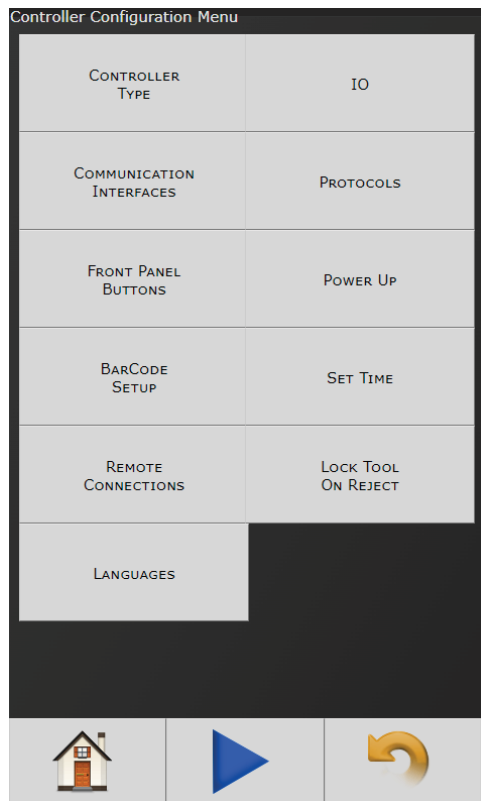 Controller Configuration Menu
Controller
Type
IO
Communication
Interfaces
Protocols
Front Panel
Buttons
Power Up
BarCode
Setup
Set Time
Remote
Connections
Lock Tool
On Reject
Languages